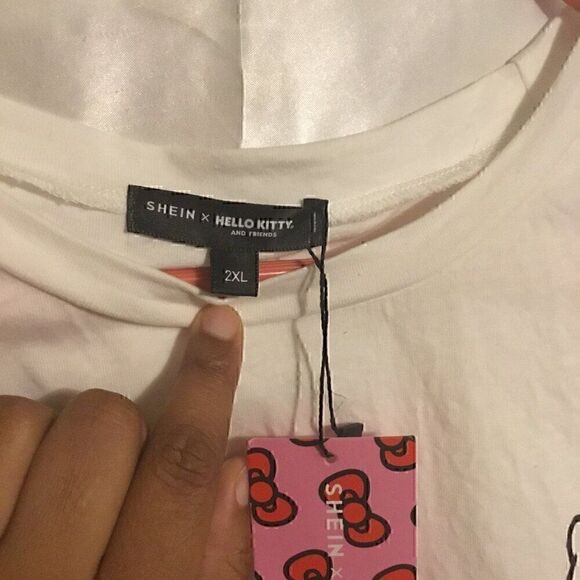 SHEIN × HELLO KITTY
AND FRIENDS
2XL
SHEIN ×